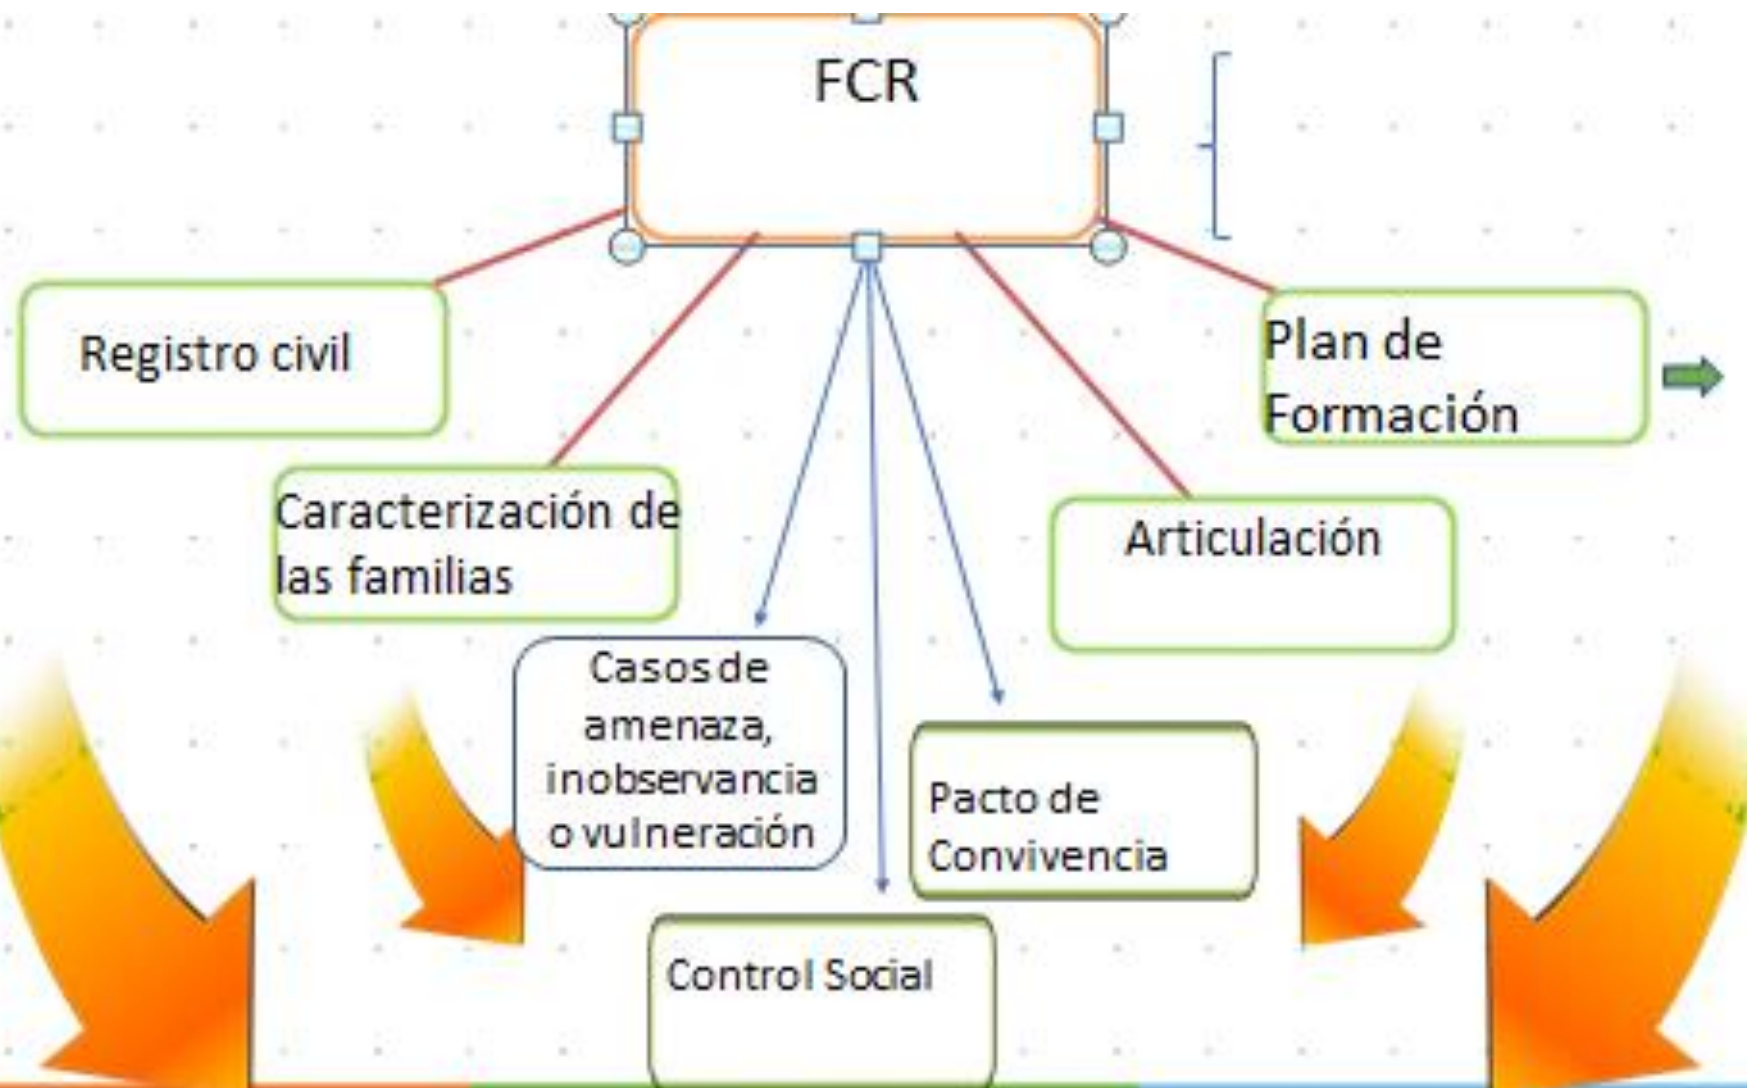 FCR
Registro civil
Plan de
Formación
Caracterización de
las familias
Articulación
Casos de
amenaza,
inobservancia
o vulneración
Pacto de
Convivencia
Control Social